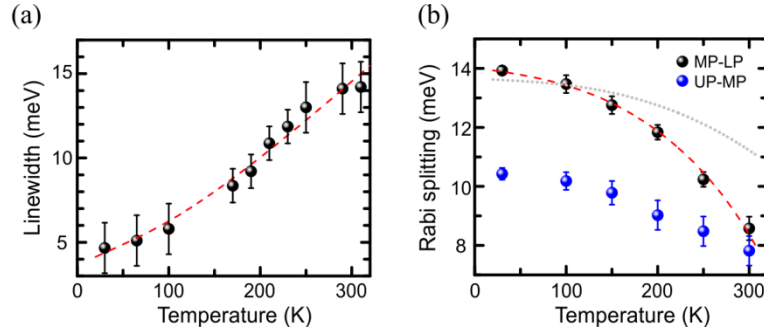 (a)
Linewidth (meV)
15
10
5
0
100
200
300
Temperature (K)
(b)
Rabi splitting (meV)
14
12
10
8
MP-LP
UP-MP
0
100
200
300
Temperature (K)